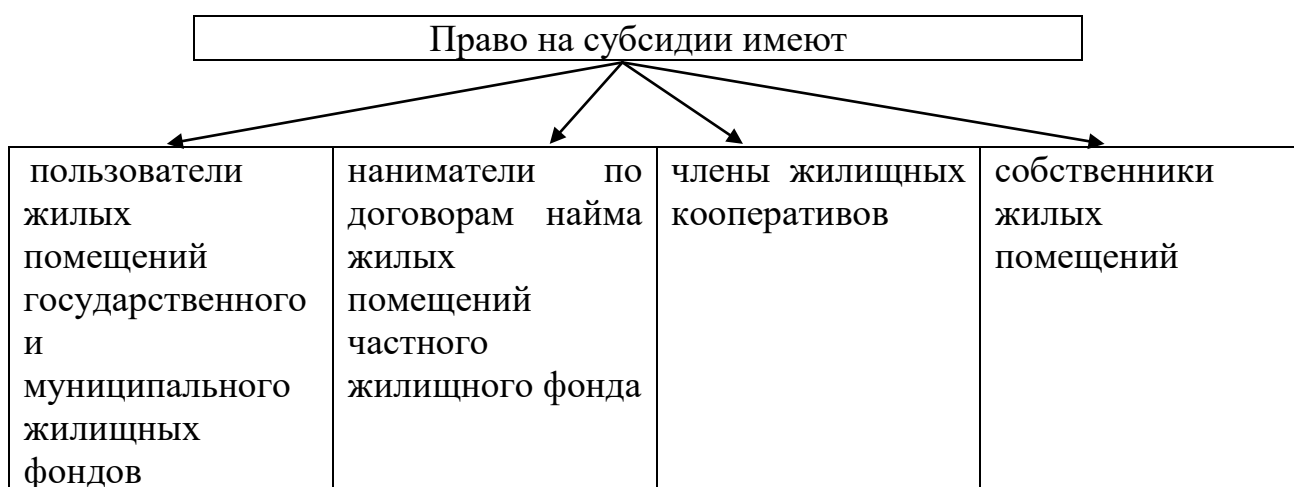 Право на субсидии имеют
пользователи
жилых
помещений
государственного
и
муниципального
жилищных
фондов
наниматели по
договорам найма
жилых
помещений
частного
жилищного фонда
члены жилищных
кооперативов
собственники
жилых
помещений